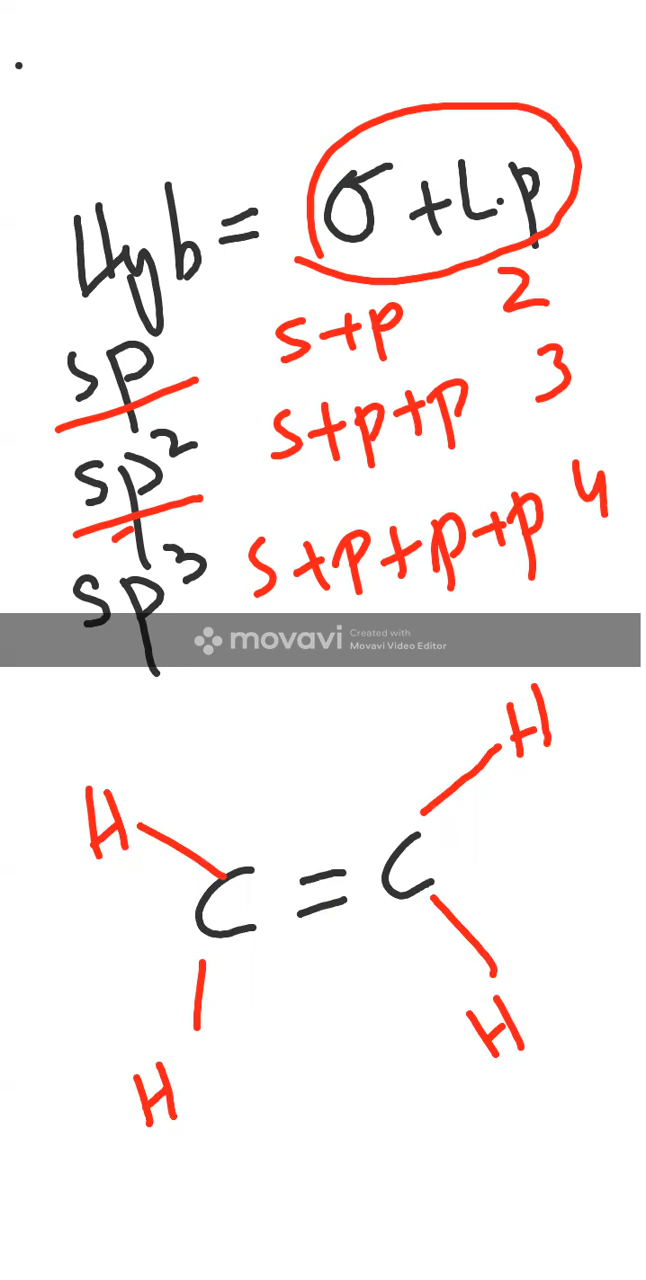 Hyb = σ + L.p
sp s+p 2
sp² s+p+p 3
sp³ s+p+p+p 4
movavi Created with Movavi Video Editor
H
H
C = C
H
H